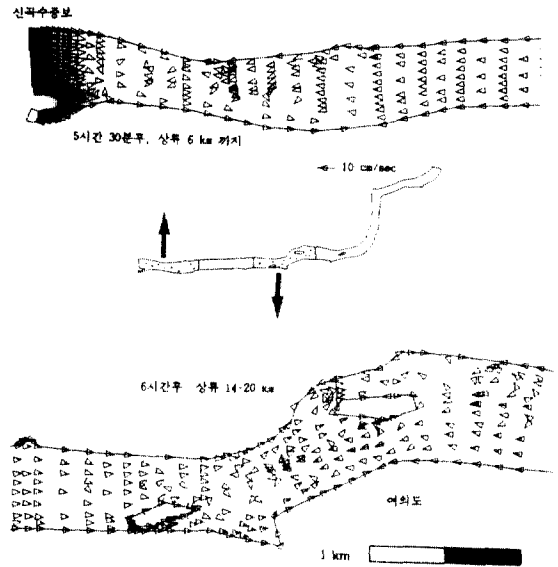 신곡수중보
5시간 30분후, 상류 6 km 까지
10 cm/sec
6시간후 상류 14-20 km
여의도
1 km